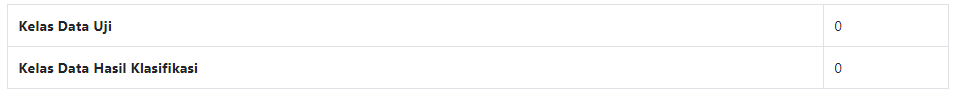 Kelas Data Uji 0
Kelas Data Hasil Klasifikasi 0